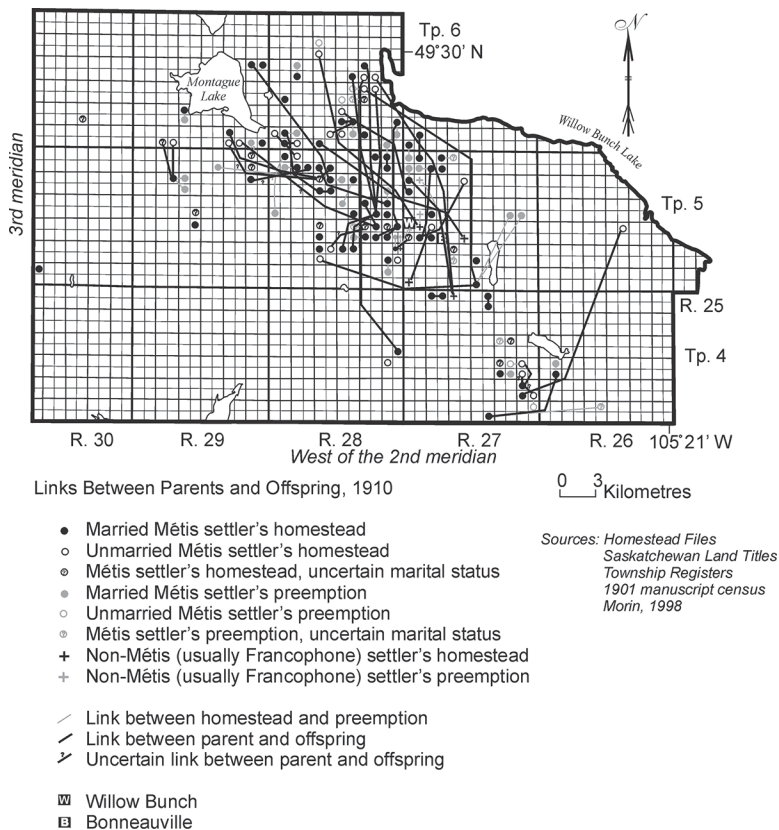 Tp. 6
49°30' N
N
Montague
Lake
Willow Bunch Lake
3rd meridian
Tp. 5
W
B
R. 25
Tp. 4
R. 30 R. 29 R. 28 R. 27 R. 26 105°21' W
West of the 2nd meridian
Links Between Parents and Offspring, 1910
0 3 Kilometres
Married Métis settler's homestead
Unmarried Métis settler's homestead
? Métis settler's homestead, uncertain marital status
Married Métis settler's preemption
Unmarried Métis settler's preemption
? Métis settler's preemption, uncertain marital status
+ Non-Métis (usually Francophone) settler's homestead
+ Non-Métis (usually Francophone) settler's preemption
Link between homestead and preemption
Link between parent and offspring
? Uncertain link between parent and offspring
W Willow Bunch
B Bonneauville
Sources: Homestead Files
Saskatchewan Land Titles
Township Registers
1901 manuscript census
Morin, 1998